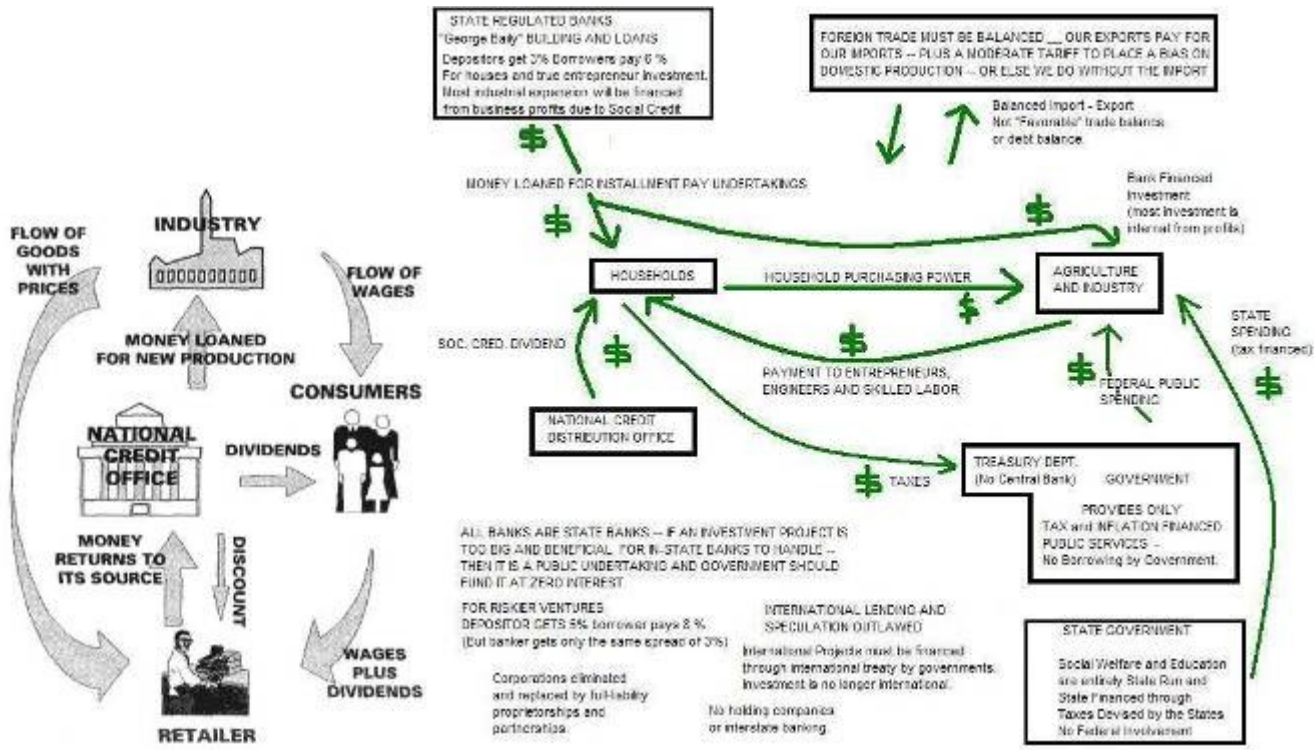 FLOW OF
GOODS
WITH
PRICES
INDUSTRY
FLOW OF
WAGES
MONEY LOANED
FOR NEW PRODUCTION
CONSUMERS
NATIONAL
CREDIT
OFFICE
DIVIDENDS
MONEY
RETURNS TO
ITS SOURCE
DISCOUNT
WAGES
PLUS
DIVIDENDS
RETAILER
STATE REGULATED BANKS
"George Baily" BUILDING AND LOANS
Depositors get 3% Borrowers pay 6 %
For houses and true entrepreneur investment.
Most industrial expansion will be financed
from business profits due to Social Credit
$
MONEY LOANED FOR INSTALLMENT PAY UNDERTAKINGS
$
FOREIGN TRADE MUST BE BALANCED __ OUR EXPORTS PAY FOR
OUR IMPORTS -- PLUS A MODERATE TARIFF TO PLACE A BIAS ON
DOMESTIC PRODUCTION -- OR ELSE WE DO WITHOUT THE IMPORT
Balanced Import - Export
Not "Favorable" trade balance
or debt balance.
$
Bank Financed
Investment
(most investment is
internal from profits)
HOUSEHOLDS
HOUSEHOLD PURCHASING POWER
$
AGRICULTURE
AND INDUSTRY
SOC. CRED. DIVIDEND
$
$
PAYMENT TO ENTREPRENEURS,
ENGINEERS AND SKILLED LABOR
$
FEDERAL PUBLIC
SPENDING
STATE
SPENDING
(tax financed)
$
NATIONAL CREDIT
DISTRIBUTION OFFICE
$ TAXES
TREASURY DEPT.
(No Central Bank)
GOVERNMENT
PROVIDES ONLY
TAX and INFLATION FINANCED
PUBLIC SERVICES --
No Borrowing by Government.
ALL BANKS ARE STATE BANKS -- IF AN INVESTMENT PROJECT IS
TOO BIG AND BENEFICIAL FOR IN-STATE BANKS TO HANDLE --
THEN IT IS A PUBLIC UNDERTAKING AND GOVERNMENT SHOULD
FUND IT AT ZERO INTEREST
FOR RISKIER VENTURES
DEPOSITOR GETS 5% borrower pays 8 %
(But banker gets only the same spread of 3%)
Corporations eliminated
and replaced by full-liability
proprietorships and
partnerships.
INTERNATIONAL LENDING AND
SPECULATION OUTLAWED
International Projects must be financed
through international treaty by governments.
Investment is no longer international.
No holding companies
or interstate banking.
STATE GOVERNMENT
Social Welfare and Education
are entirely State Run and
State Financed through
Taxes Devised by the States
No Federal Involvement